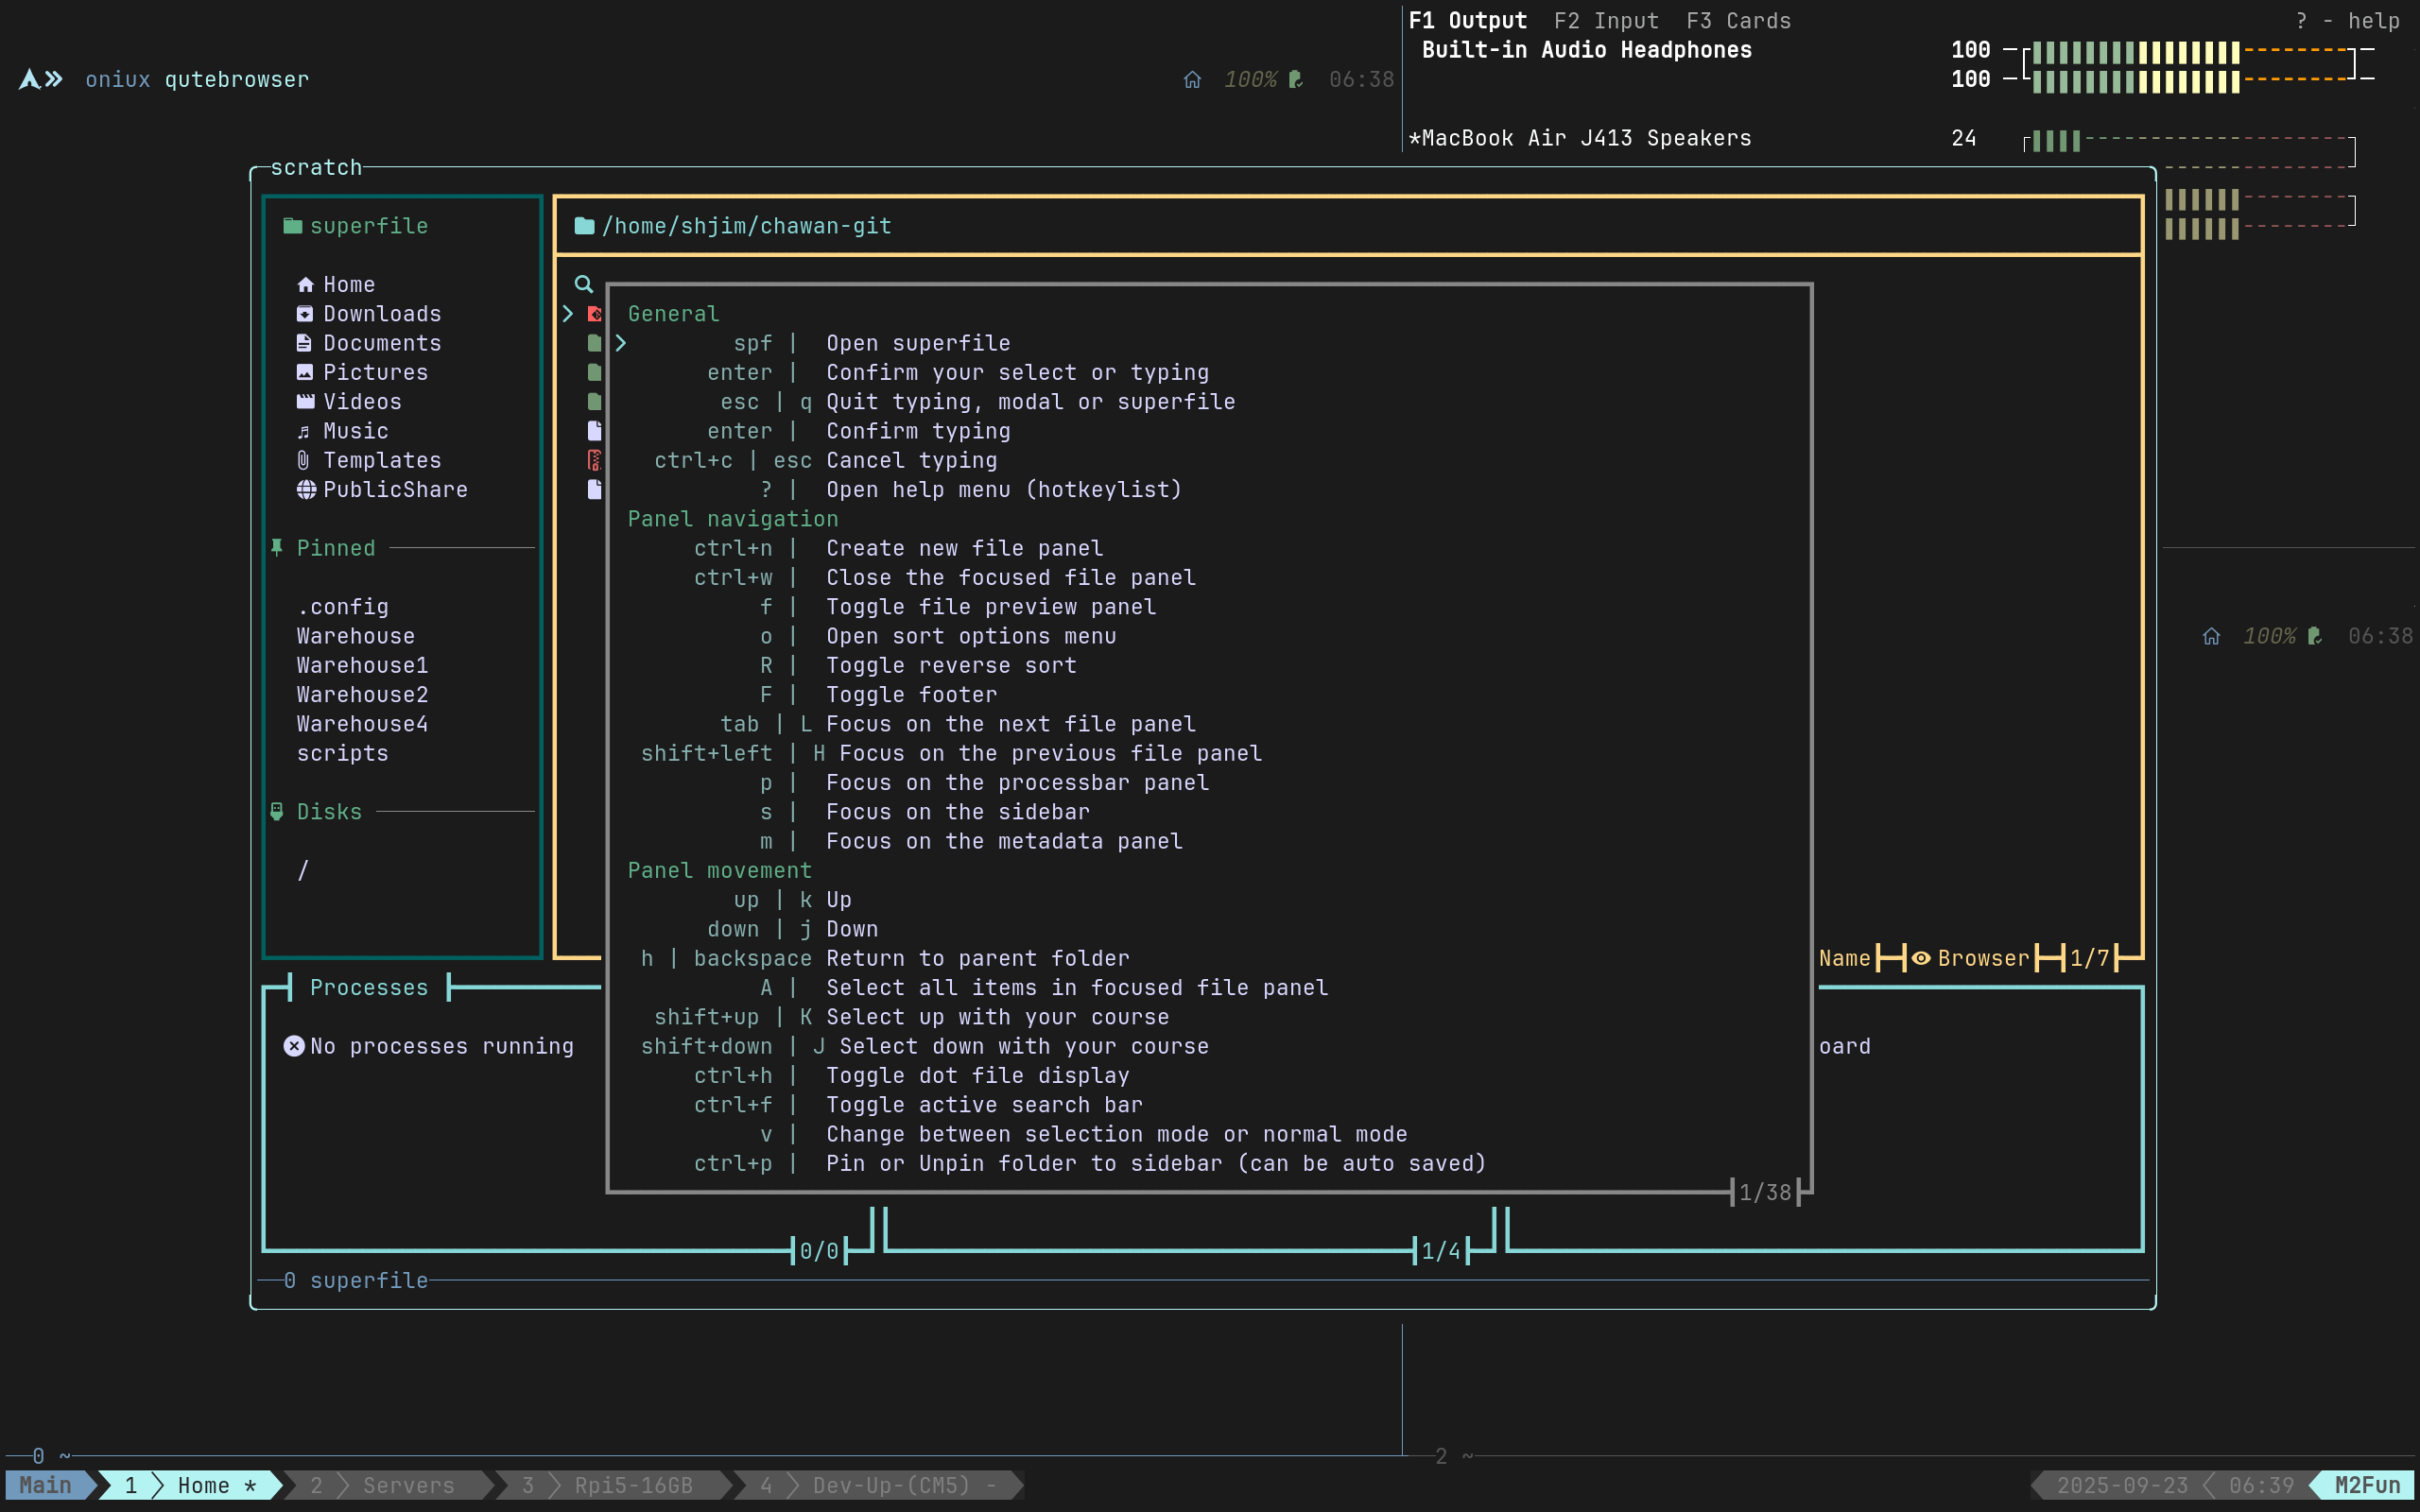 F1 Output  F2 Input  F3 Cards  ? - help
Built-in Audio Headphones  100
100
oniux qutebrowser  100%  06:38
*MacBook Air J413 Speakers  24
scratch
superfile
/home/shjim/chawan-git
Home
Downloads
Documents
Pictures
Videos
Music
Templates
PublicShare
Pinned
.config
Warehouse
Warehouse1
Warehouse2
Warehouse4
scripts
Disks
/
General
spf |   Open superfile
enter |   Confirm your select or typing
esc | q Quit typing, modal or superfile
enter |   Confirm typing
ctrl+c | esc Cancel typing
? |   Open help menu (hotkeylist)
Panel navigation
ctrl+n |   Create new file panel
ctrl+w |   Close the focused file panel
f |   Toggle file preview panel
o |   Open sort options menu
R |   Toggle reverse sort
F |   Toggle footer
tab | L Focus on the next file panel
shift+left | H Focus on the previous file panel
p |   Focus on the processbar panel
s |   Focus on the sidebar
m |   Focus on the metadata panel
Panel movement
up | k Up
down | j Down
h | backspace Return to parent folder
A |   Select all items in focused file panel
shift+up | K Select up with your course
shift+down | J Select down with your course
ctrl+h |   Toggle dot file display
ctrl+f |   Toggle active search bar
v |   Change between selection mode or normal mode
ctrl+p |   Pin or Unpin folder to sidebar (can be auto saved)
1/38
100%  06:38
Name  Browser  1/7
Processes
No processes running
oard
0/0
1/4
0 superfile
0 ~
2 ~
Main  1  Home *  2  Servers  3  Rpi5-16GB  4  Dev-Up-(CM5) -  2025-09-23  06:39  M2Fun